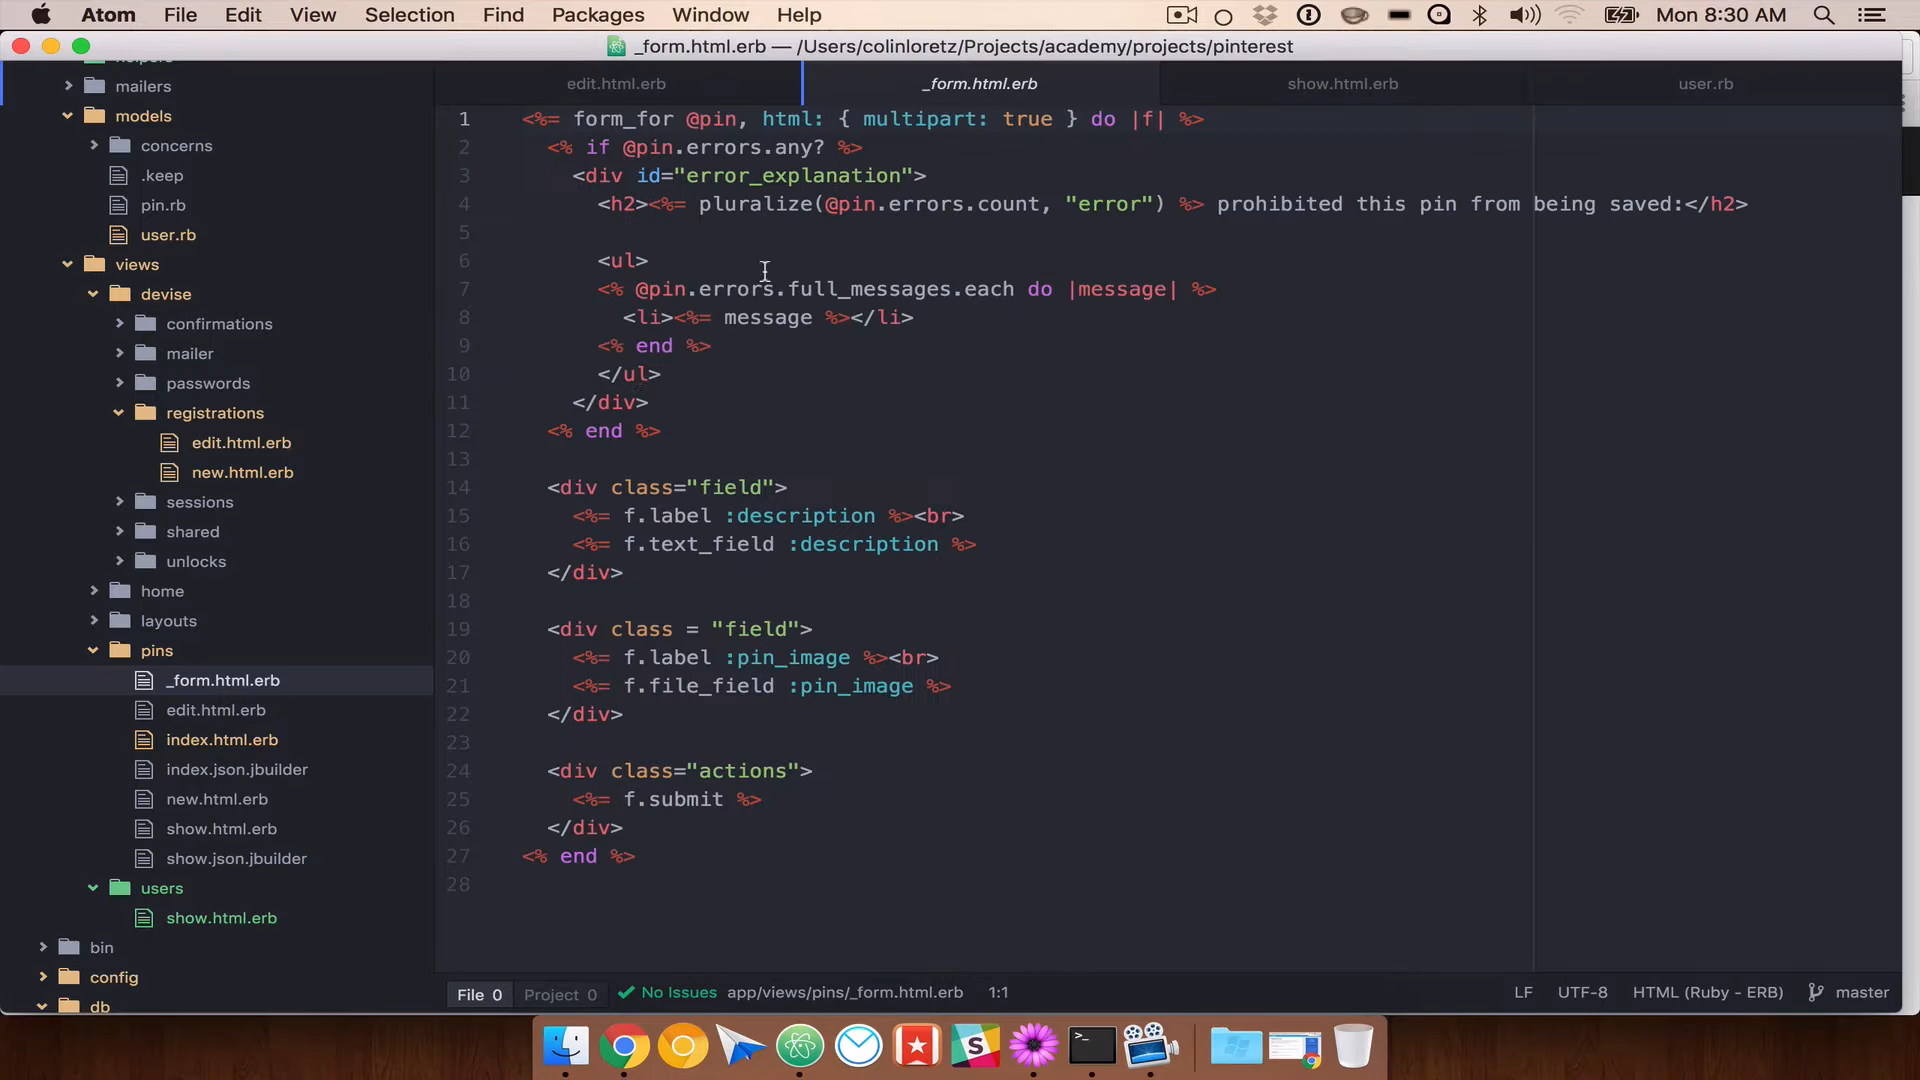 Atom File Edit View Selection Find Packages Window Help Mon 8:30 AM
_form.html.erb — /Users/colinloretz/Projects/academy/projects/pinterest
edit.html.erb _form.html.erb show.html.erb user.rb
helpers
mailers
models
concerns
.keep
pin.rb
user.rb
views
devise
confirmations
mailer
passwords
registrations
edit.html.erb
new.html.erb
sessions
shared
unlocks
home
layouts
pins
_form.html.erb
edit.html.erb
index.html.erb
index.json.jbuilder
new.html.erb
show.html.erb
show.json.jbuilder
users
show.html.erb
bin
config
db
1 <%= form_for @pin, html: { multipart: true } do |f| %>
2 <% if @pin.errors.any? %>
3 <div id="error_explanation">
4 <h2><%= pluralize(@pin.errors.count, "error") %> prohibited this pin from being saved:</h2>
5
6 <ul>
7 <% @pin.errors.full_messages.each do |message| %>
8 <li><%= message %></li>
9 <% end %>
10 </ul>
11 </div>
12 <% end %>
13
14 <div class="field">
15 <%= f.label :description %><br>
16 <%= f.text_field :description %>
17 </div>
18
19 <div class = "field">
20 <%= f.label :pin_image %><br>
21 <%= f.file_field :pin_image %>
22 </div>
23
24 <div class="actions">
25 <%= f.submit %>
26 </div>
27 <% end %>
28
File 0 Project 0 No Issues app/views/pins/_form.html.erb 1:1 LF UTF-8 HTML (Ruby - ERB) master